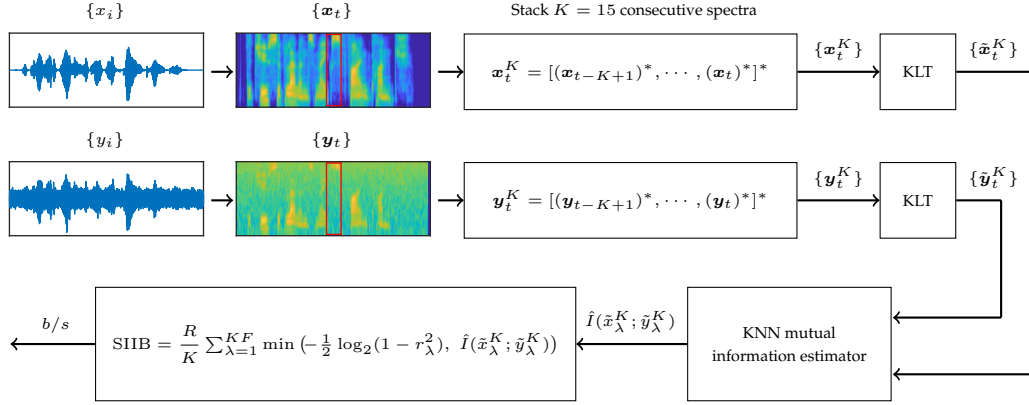 {x_i} {𝒙_t} Stack K = 15 consecutive spectra
{𝒙_t^K} {𝒙̃_t^K}
𝒙_t^K = [(𝒙_{t−K+1})*, ⋯ , (𝒙_t)*]* KLT
{y_i} {𝒚_t}
{𝒚_t^K} {𝒚̃_t^K}
𝒚_t^K = [(𝒚_{t−K+1})*, ⋯ , (𝒚_t)*]* KLT
b/s Î(x̃_λ^K; ỹ_λ^K)
SIIB = R/K ∑_{λ=1}^{KF} min (−½ log₂(1 − r_λ²), Î(x̃_λ^K; ỹ_λ^K))
KNN mutual
information estimator